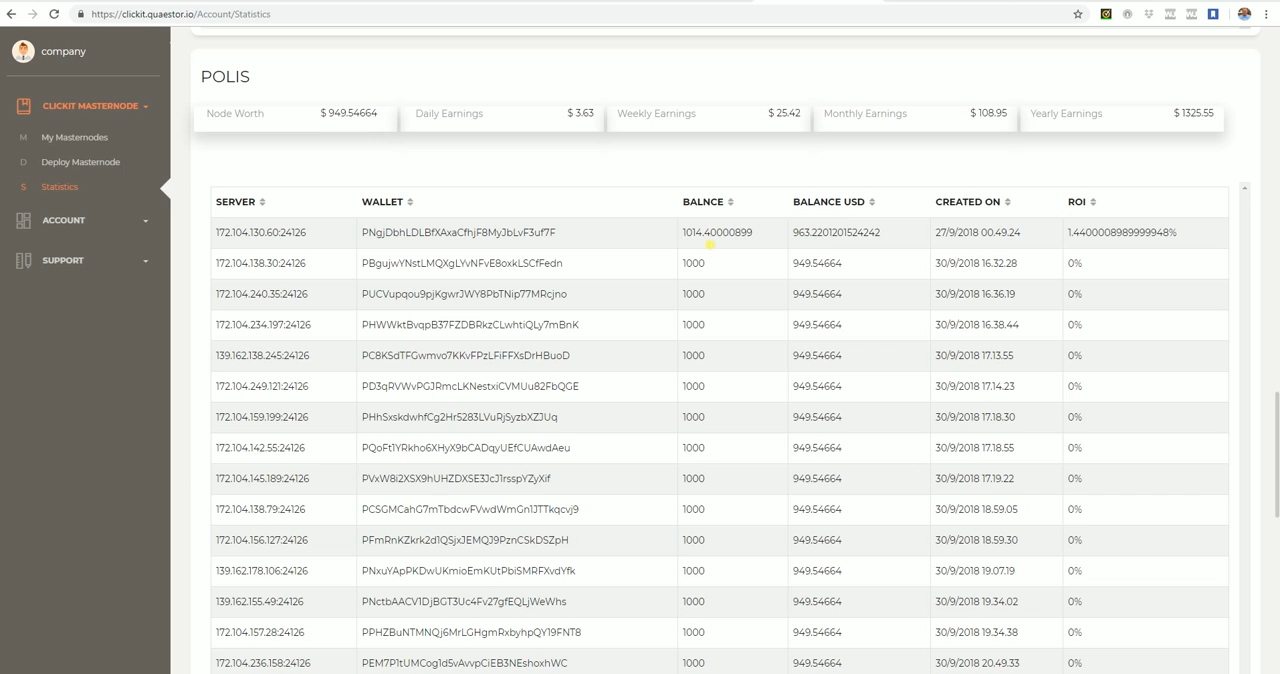 https://clickit.quaestor.io/Account/Statistics
company
CLICKIT MASTERNODE
M My Masternodes
D Deploy Masternode
S Statistics
ACCOUNT
SUPPORT
POLIS
Node Worth $ 949.54664 Daily Earnings $ 3.63 Weekly Earnings $ 25.42 Monthly Earnings $ 108.95 Yearly Earnings $ 1325.55
SERVER WALLET BALNCE BALANCE USD CREATED ON ROI
172.104.130.60:24126 PNgjDbhLDLBfXAxaCfhjF8MyJbLvF3uf7F 1014.40000899 963.2201201524242 27/9/2018 00.49.24 1.4400008989999948%
172.104.138.30:24126 PBgujwYNstLMQXgLYvNFvE8oxkLSCfFedn 1000 949.54664 30/9/2018 16.32.28 0%
172.104.240.35:24126 PUCVupqou9pjKgwrJWY8PbTNip77MRcjno 1000 949.54664 30/9/2018 16.36.19 0%
172.104.234.197:24126 PHWWktBvqpB37FZDBRkzCLwhtiQLy7mBnK 1000 949.54664 30/9/2018 16.38.44 0%
139.162.138.245:24126 PC8KSdTFGwmvo7KKvFPzLFiFFXsDrHBuoD 1000 949.54664 30/9/2018 17.13.55 0%
172.104.249.121:24126 PD3qRVWvPGJRmcLKNestxiCVMUu82FbQGE 1000 949.54664 30/9/2018 17.14.23 0%
172.104.159.199:24126 PHhSxskdwhfCg2Hr5283LVuRjSyzbXZJUq 1000 949.54664 30/9/2018 17.18.30 0%
172.104.142.55:24126 PQoFt1YRkho6XHyX9bCADqyUEfCUAwdAeu 1000 949.54664 30/9/2018 17.18.55 0%
172.104.145.189:24126 PVxW8i2XSX9hUHZDXSE3JcJ1rsspYZyXif 1000 949.54664 30/9/2018 17.19.22 0%
172.104.138.79:24126 PCSGMCahG7mTbdcwFVwdWmGn1JTTkqcvj9 1000 949.54664 30/9/2018 18.59.05 0%
172.104.156.127:24126 PFmRnKZkrk2d1QSjxJEMQJ9PznCSkDSZpH 1000 949.54664 30/9/2018 18.59.30 0%
139.162.178.106:24126 PNxuYApPKDwUKmioEmKUtPbiSMRFXvdYfk 1000 949.54664 30/9/2018 19.07.19 0%
139.162.155.49:24126 PNctbAACV1DjBGT3Uc4Fv27gfEQLjWeWhs 1000 949.54664 30/9/2018 19.34.02 0%
172.104.157.28:24126 PPHZBuNTMNQj6MrLGHgmRxbyhpQY19FNT8 1000 949.54664 30/9/2018 19.34.38 0%
172.104.236.158:24126 PEM7P1tUMCog1d5vAvvpCiEB3NEshoxhWC 1000 949.54664 30/9/2018 20.49.33 0%